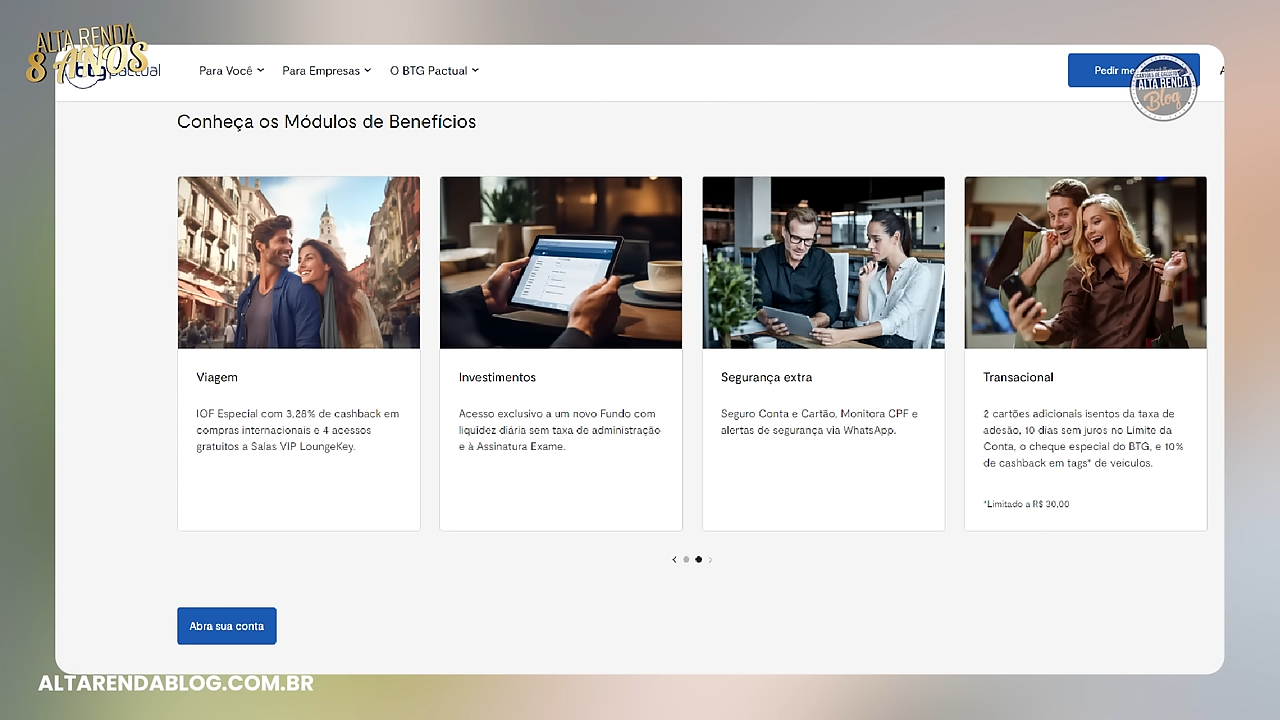 ALTA RENDA
8 ANOS
btgpactual
Para Você
Para Empresas
O BTG Pactual
Pedir meu
ALTA RENDA
Blog
Conheça os Módulos de Benefícios
Viagem
IOF Especial com 3,28% de cashback em
compras internacionais e 4 acessos
gratuitos a Salas VIP LoungeKey.
Investimentos
Acesso exclusivo a um novo Fundo com
liquidez diária sem taxa de administração
e à Assinatura Exame.
Segurança extra
Seguro Conta e Cartão, Monitora CPF e
alertas de segurança via WhatsApp.
Transacional
2 cartões adicionais isentos da taxa de
adesão, 10 dias sem juros no Limite da
Conta, o cheque especial do BTG, e 10%
de cashback em tags* de veículos.
*Limitado a R$ 30,00
Abra sua conta
ALTARENDABLOG.COM.BR